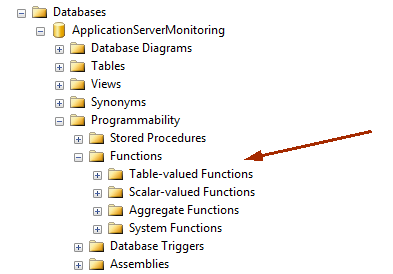 Databases
ApplicationServerMonitoring
Database Diagrams
Tables
Views
Synonyms
Programmability
Stored Procedures
Functions
Table-valued Functions
Scalar-valued Functions
Aggregate Functions
System Functions
Database Triggers
Assemblies